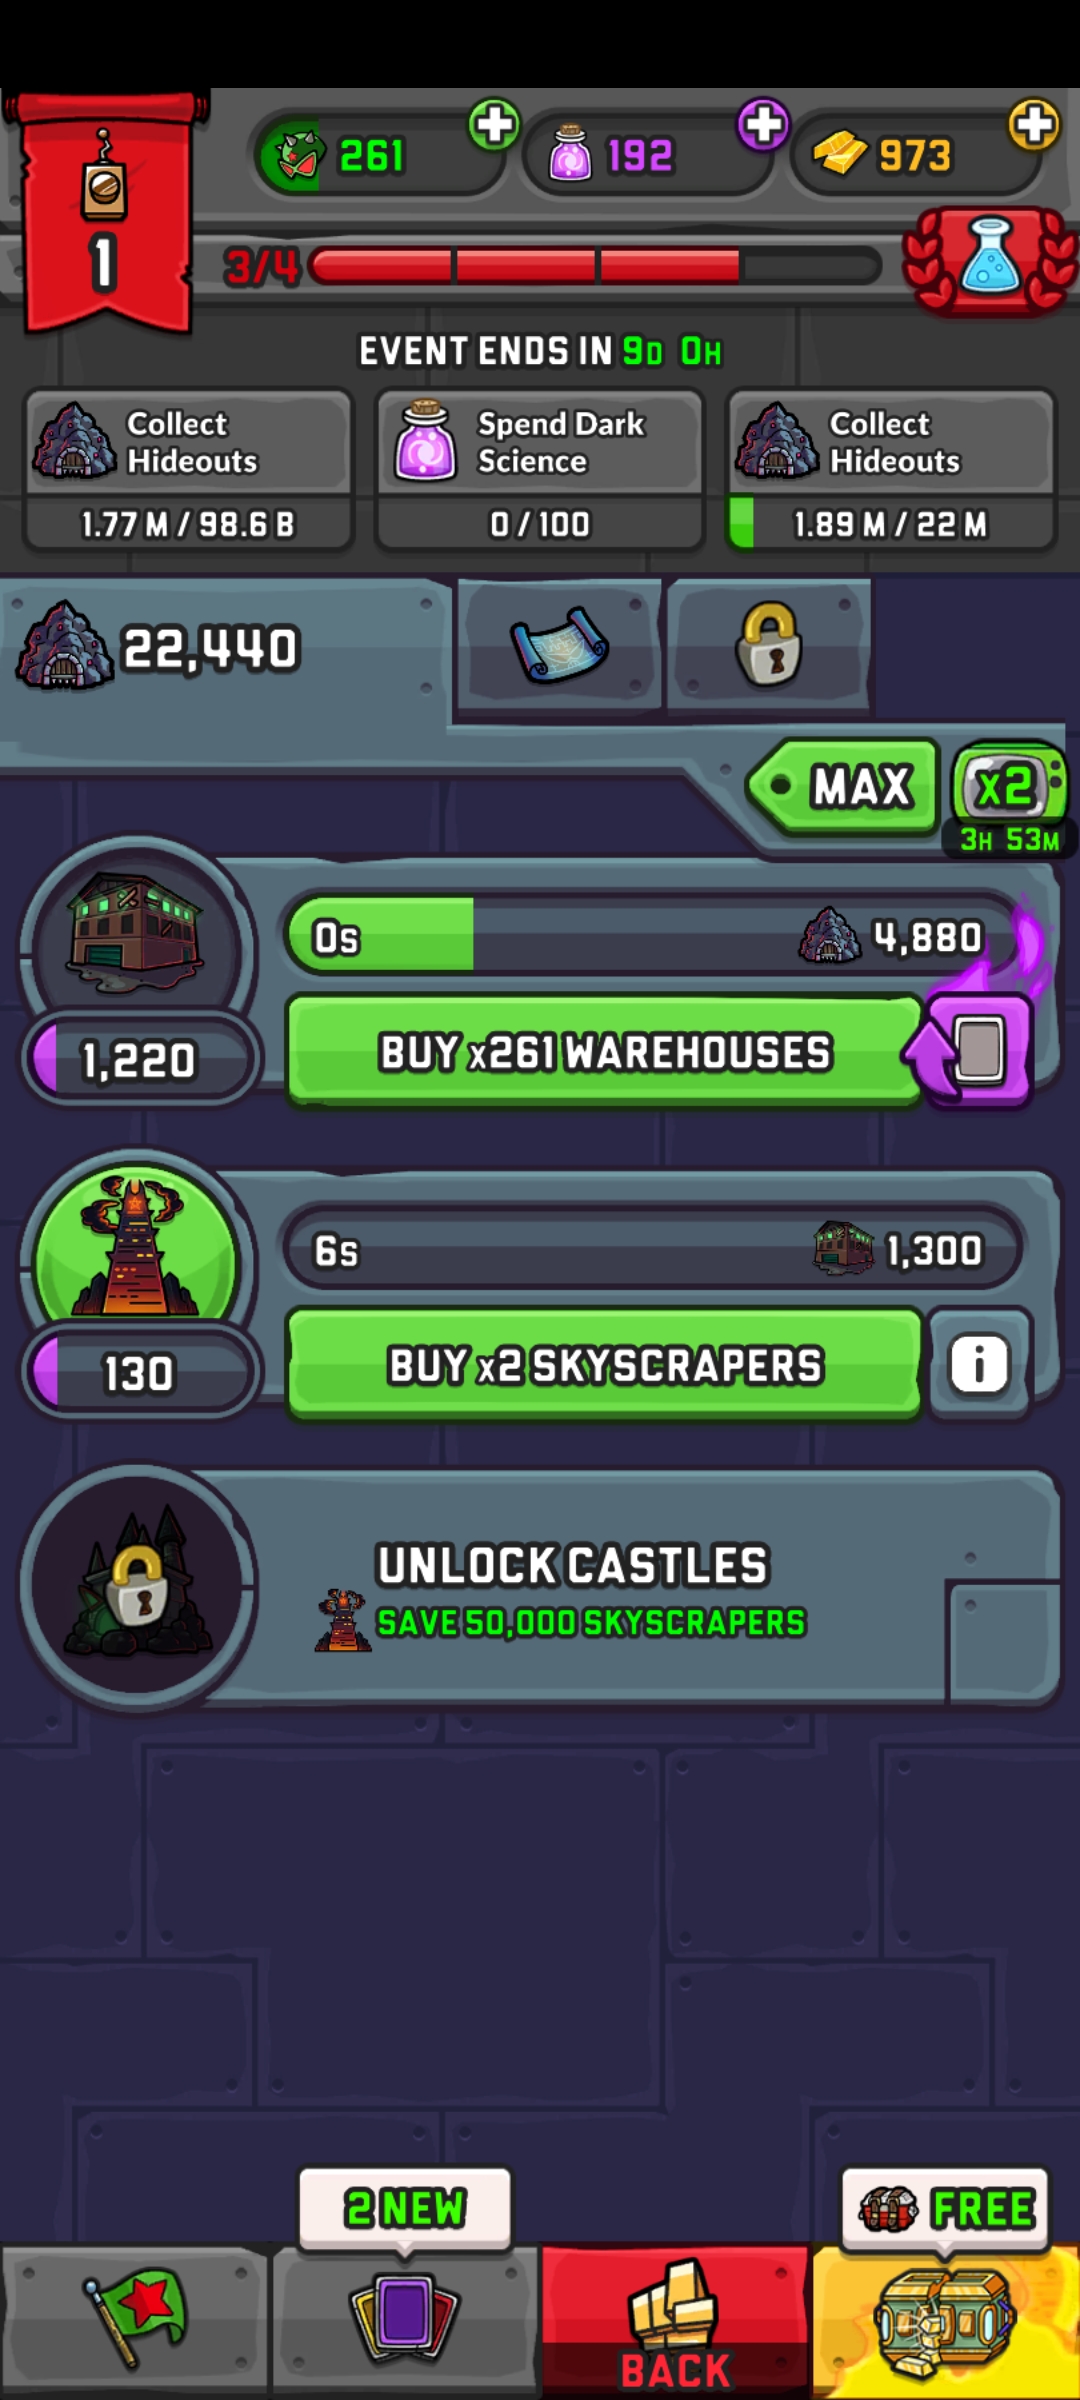 261
192
973
1
3/4
EVENT ENDS IN 9D 0H
Collect
Hideouts
1.77 M / 98.6 B
Spend Dark
Science
0 / 100
Collect
Hideouts
1.89 M / 22 M
22,440
MAX
x2
3H 53M
0s
4,880
1,220
BUY x261 WAREHOUSES
6s
1,300
130
BUY x2 SKYSCRAPERS
i
UNLOCK CASTLES
SAVE 50,000 SKYSCRAPERS
2 NEW
FREE
BACK